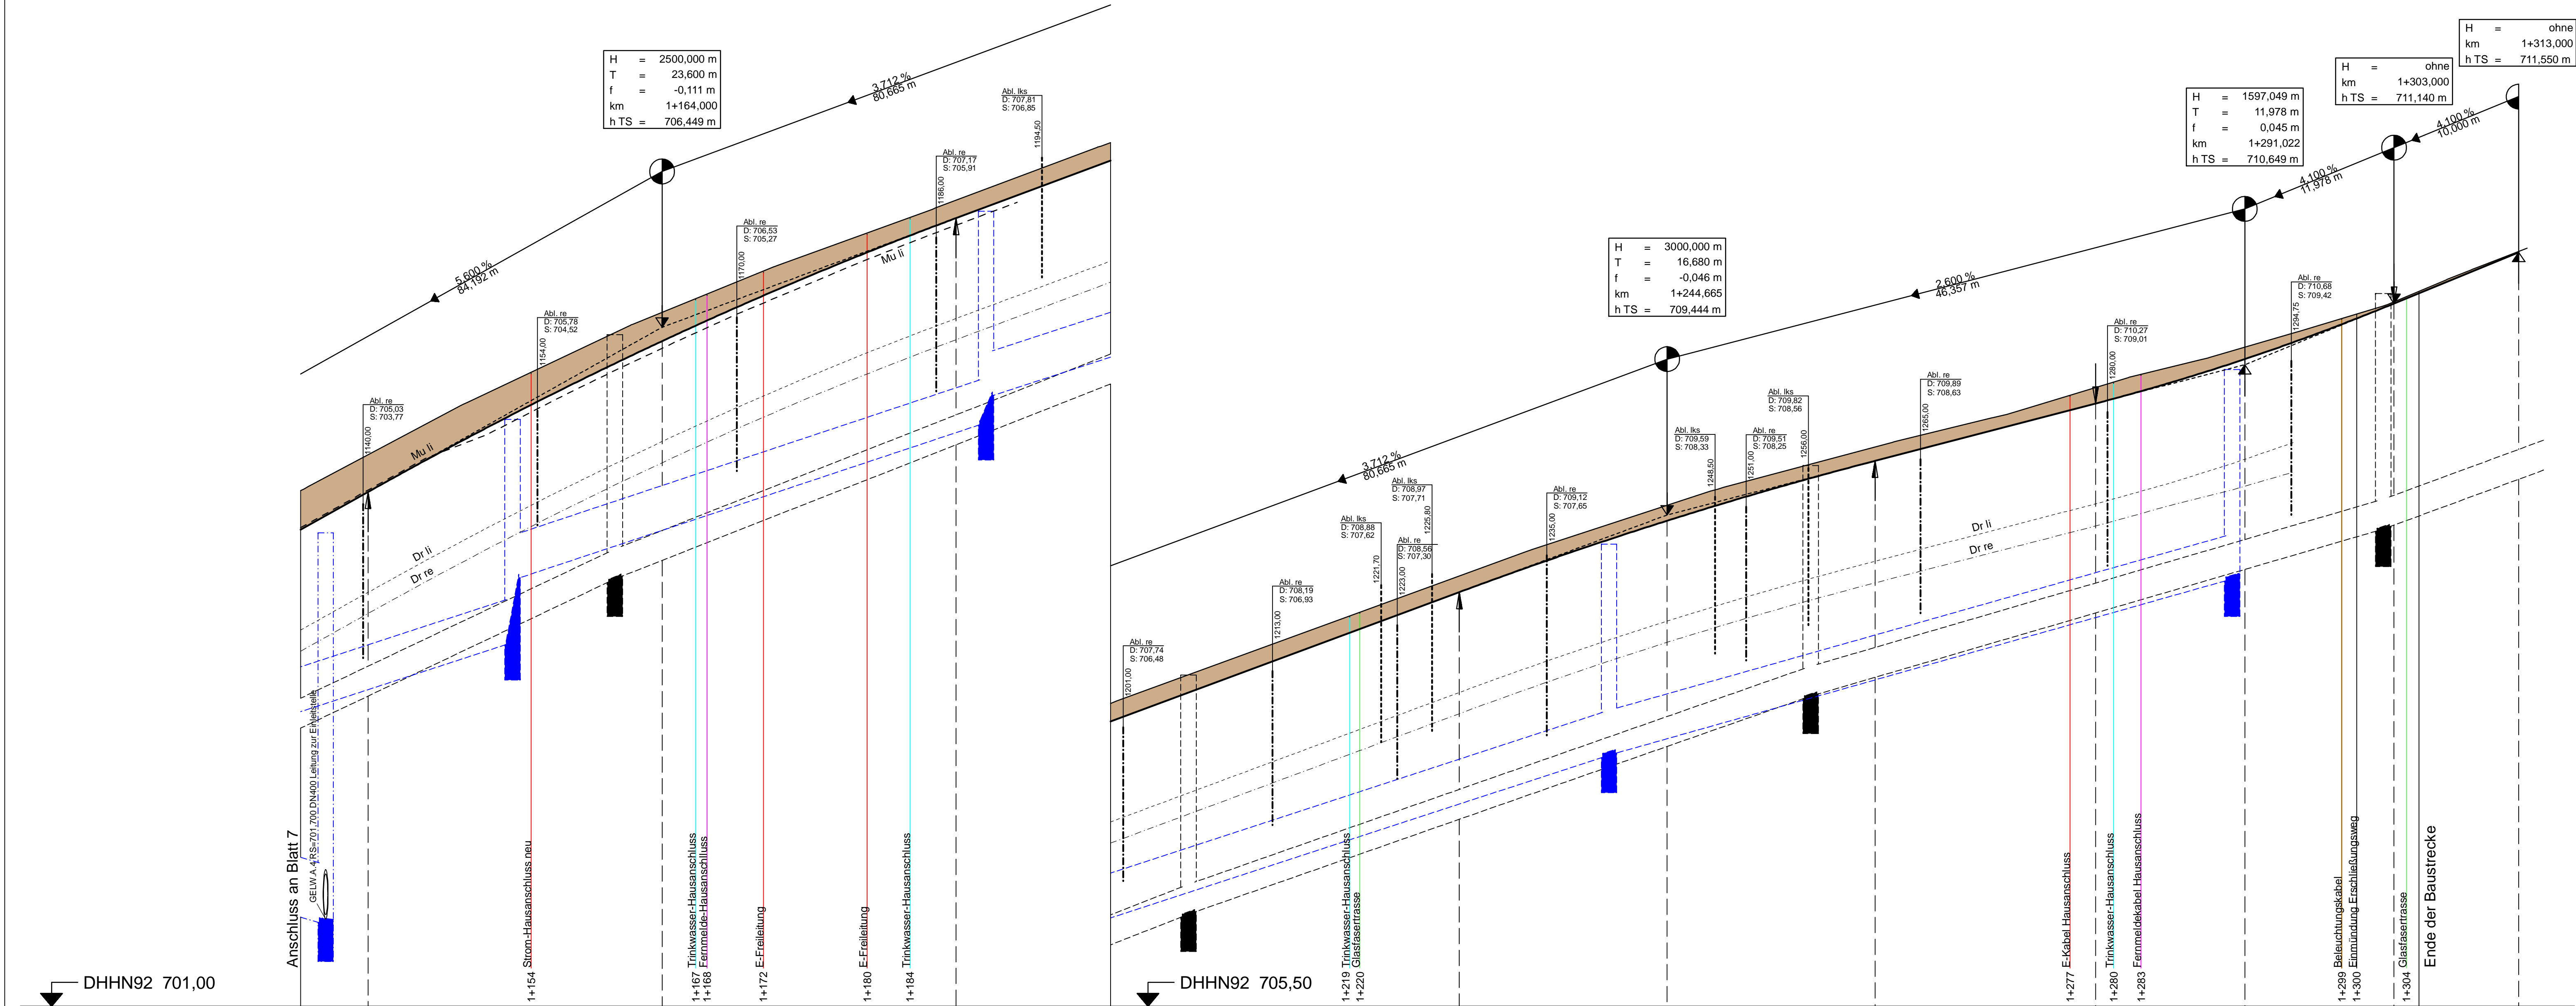 H = 2500,000 m
T = 23,600 m
f = -0,111 m
km 1+164,000
h TS = 706,449 m
3,712 %
80,665 m
5,600 %
84,192 m
Abl. re
D: 705,03
S: 703,77
1140,00
Abl. re
D: 705,78
S: 704,52
1154,00
Abl. re
D: 706,53
S: 705,27
1170,00
Abl. re
D: 707,17
S: 705,91
1186,00
Abl. lks
D: 707,81
S: 706,85
1194,50
Mu li
Mu li
Dr li
Dr re
Anschluss an Blatt 7
GELW.A.4 RS=701,700 DN400 Leitung zur Einleitstelle
1+154 Strom-Hausanschluss neu
1+167 Trinkwasser-Hausanschluss
1+168 Fernmelde-Hausanschlluss
1+172 E-Freileitung
1+180 E-Freileitung
1+184 Trinkwasser-Hausanschluss
DHHN92 701,00
3,712 %
80,665 m
H = 3000,000 m
T = 16,680 m
f = -0,046 m
km 1+244,665
h TS = 709,444 m
2,600 %
46,357 m
H = 1597,049 m
T = 11,978 m
f = 0,045 m
km 1+291,022
h TS = 710,649 m
4,100 %
11,978 m
H = ohne
km 1+303,000
h TS = 711,140 m
4,100 %
10,000 m
H = ohne
km 1+313,000
h TS = 711,550 m
Abl. re
D: 707,74
S: 706,48
1201,00
Abl. re
D: 708,19
S: 706,93
1213,00
Abl. lks
D: 708,88
S: 707,62
1221,70
Abl. re
D: 708,56
S: 707,30
1223,00
Abl. lks
D: 708,97
S: 707,71
1225,80
Abl. re
D: 709,12
S: 707,65
1235,00
Abl. lks
D: 709,59
S: 708,33
1248,50
Abl. re
D: 709,51
S: 708,25
1251,00
Abl. lks
D: 709,82
S: 708,56
1256,00
Abl. re
D: 709,89
S: 708,63
1265,00
Abl. re
D: 710,27
S: 709,01
1280,00
Abl. re
D: 710,68
S: 709,42
1294,75
Dr li
Dr re
1+219 Trinkwasser-Hausanschluss
1+220 Glasfasertrasse
1+277 E-Kabel Hausanschluss
1+280 Trinkwasser-Hausanschluss
1+283 Fernmeldekabel Hausanschluss
1+299 Beleuchtungskabel
1+300 Einmündung Erschließungsweg
1+304 Glasfasertrasse
Ende der Baustrecke
DHHN92 705,50